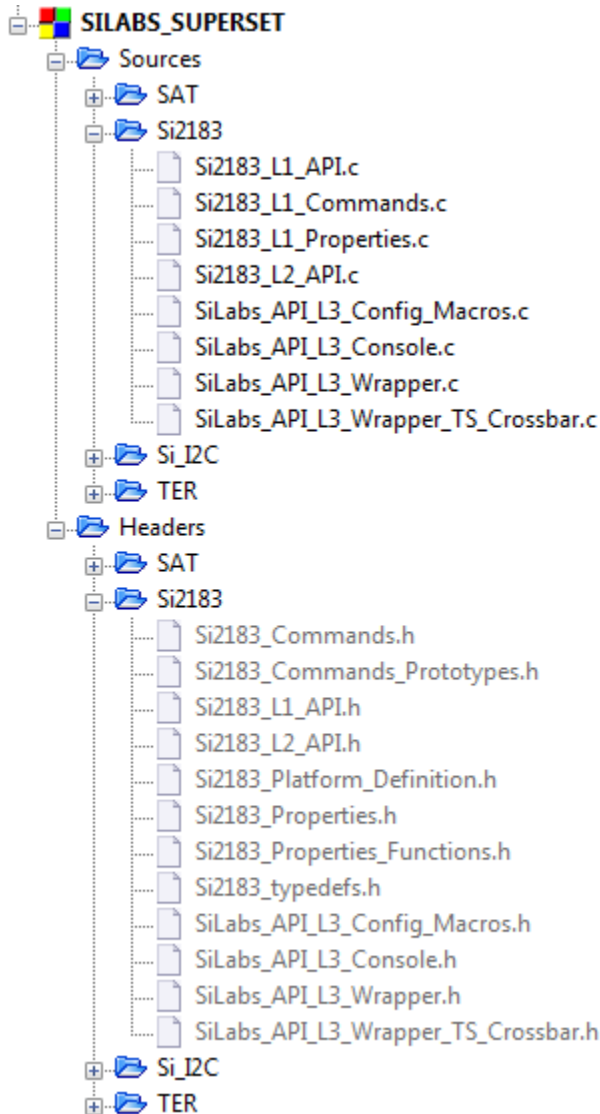 SILABS_SUPERSET
Sources
SAT
Si2183
Si2183_L1_API.c
Si2183_L1_Commands.c
Si2183_L1_Properties.c
Si2183_L2_API.c
SiLabs_API_L3_Config_Macros.c
SiLabs_API_L3_Console.c
SiLabs_API_L3_Wrapper.c
SiLabs_API_L3_Wrapper_TS_Crossbar.c
Si_I2C
TER
Headers
SAT
Si2183
Si2183_Commands.h
Si2183_Commands_Prototypes.h
Si2183_L1_API.h
Si2183_L2_API.h
Si2183_Platform_Definition.h
Si2183_Properties.h
Si2183_Properties_Functions.h
Si2183_typedefs.h
SiLabs_API_L3_Config_Macros.h
SiLabs_API_L3_Console.h
SiLabs_API_L3_Wrapper.h
SiLabs_API_L3_Wrapper_TS_Crossbar.h
Si_I2C
TER